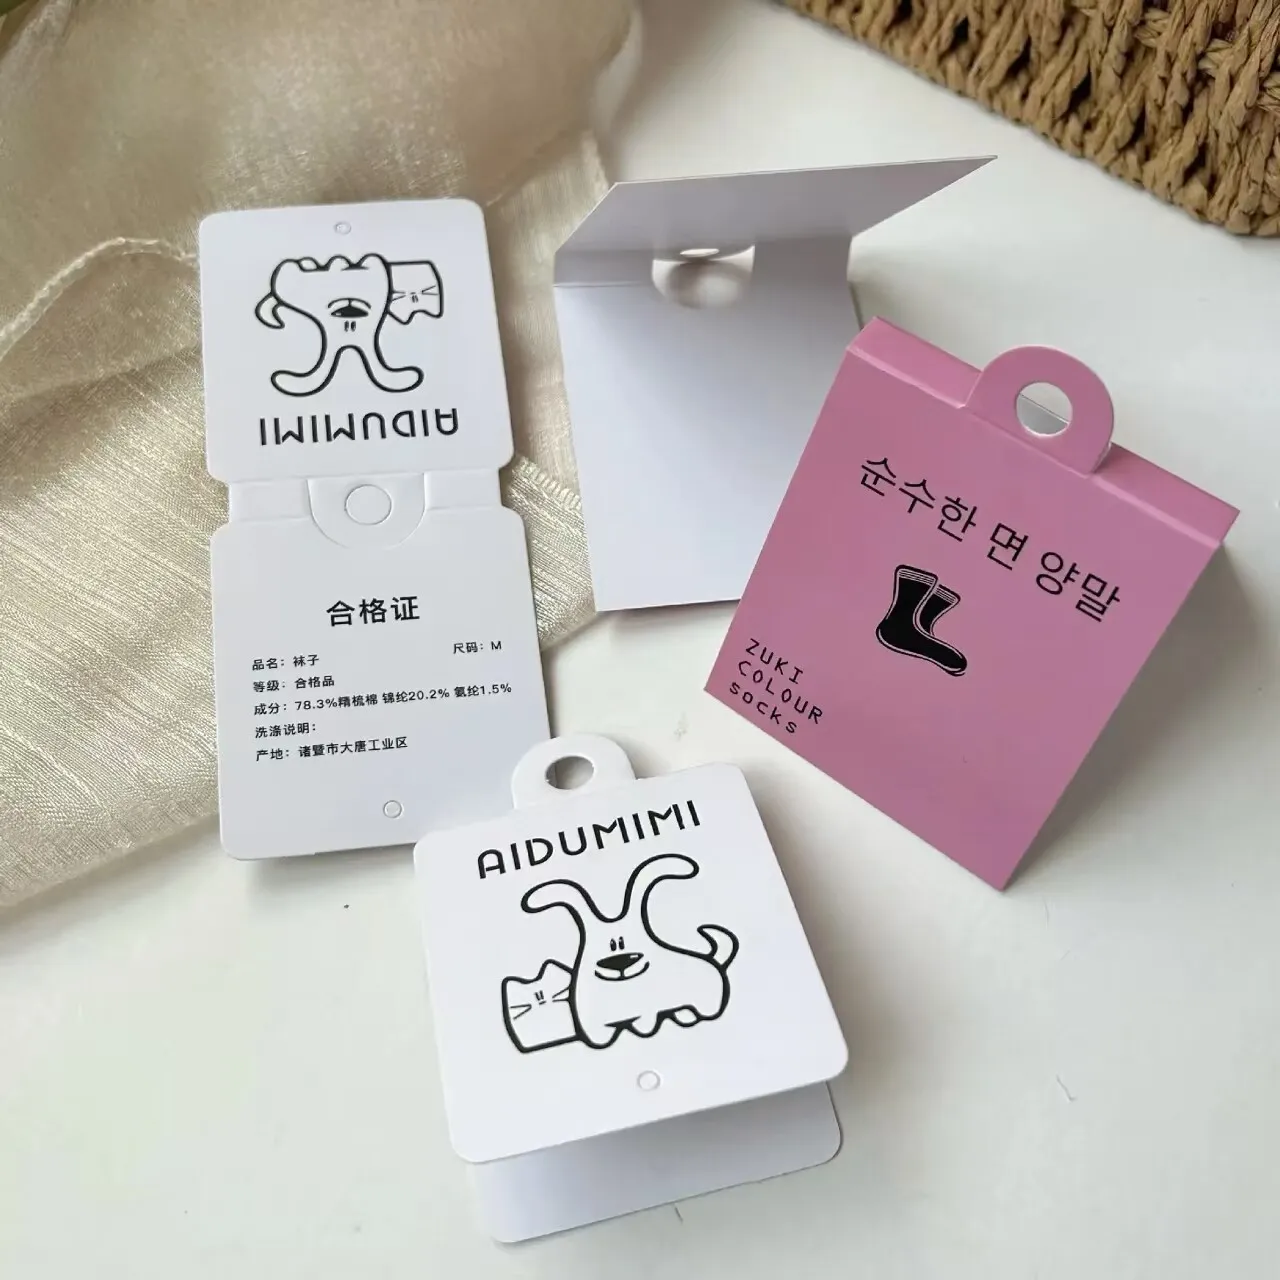 AIDUMIMI
合格证
品名：袜子 尺码：M
等级：合格品
成分：78.3%精梳棉 锦纶20.2% 氨纶1.5%
洗涤说明：
产地：诸暨市大唐工业区
순수한 면 양말
ZUKI
COLOUR
socks
AIDUMIMI